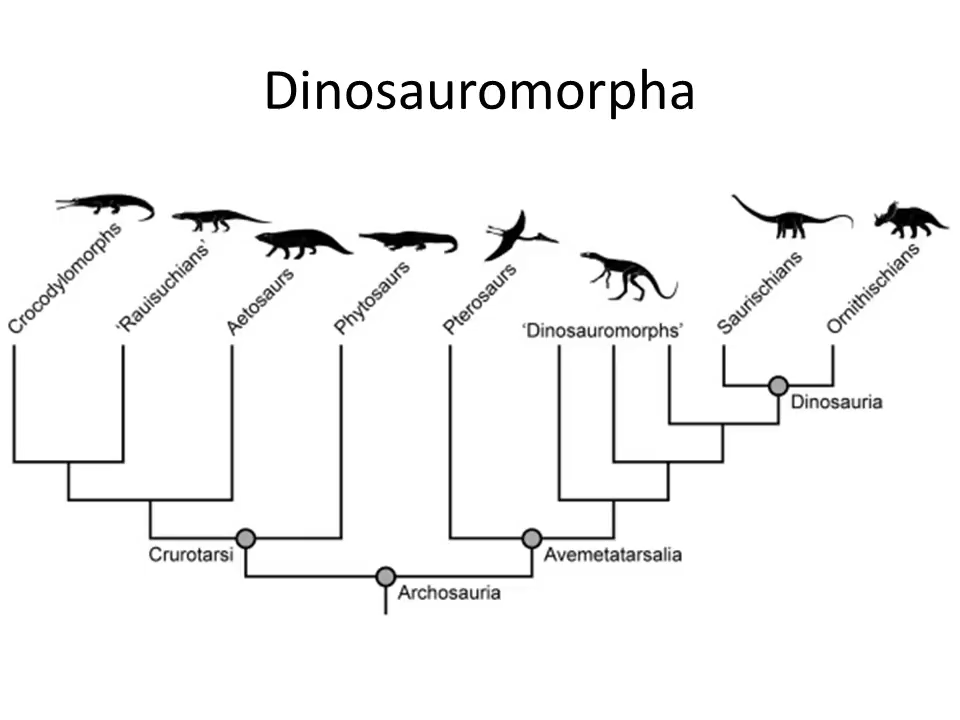 Dinosauromorpha
Crocodylomorphs
'Rauisuchians'
Aetosaurs
Phytosaurs
Pterosaurs
'Dinosauromorphs'
Saurischians
Ornithischians
Dinosauria
Crurotarsi
Avemetatarsalia
Archosauria